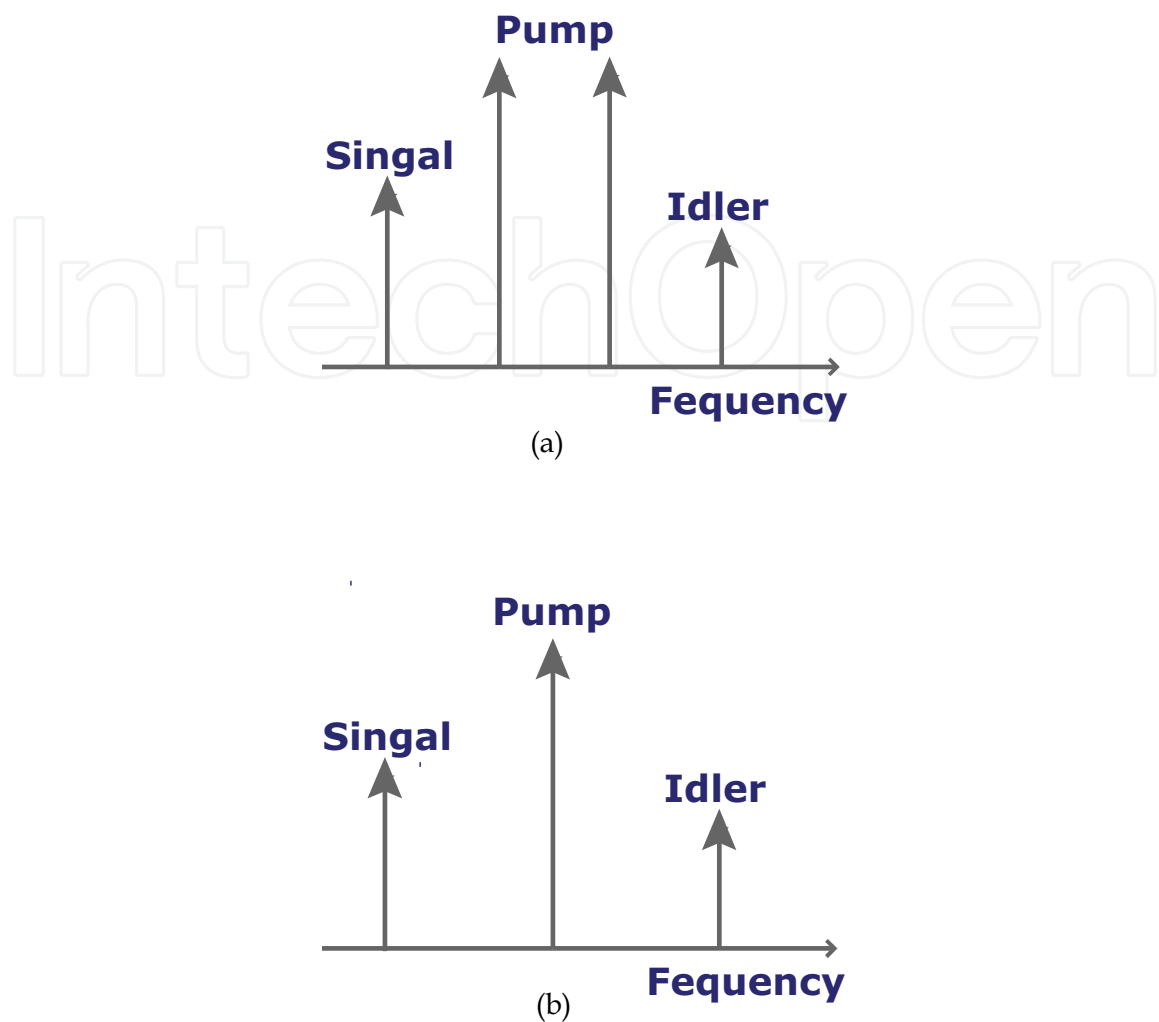 Pump
Singal
Idler
IntechOpen
Fequency
(a)
Pump
Singal
Idler
Fequency
(b)